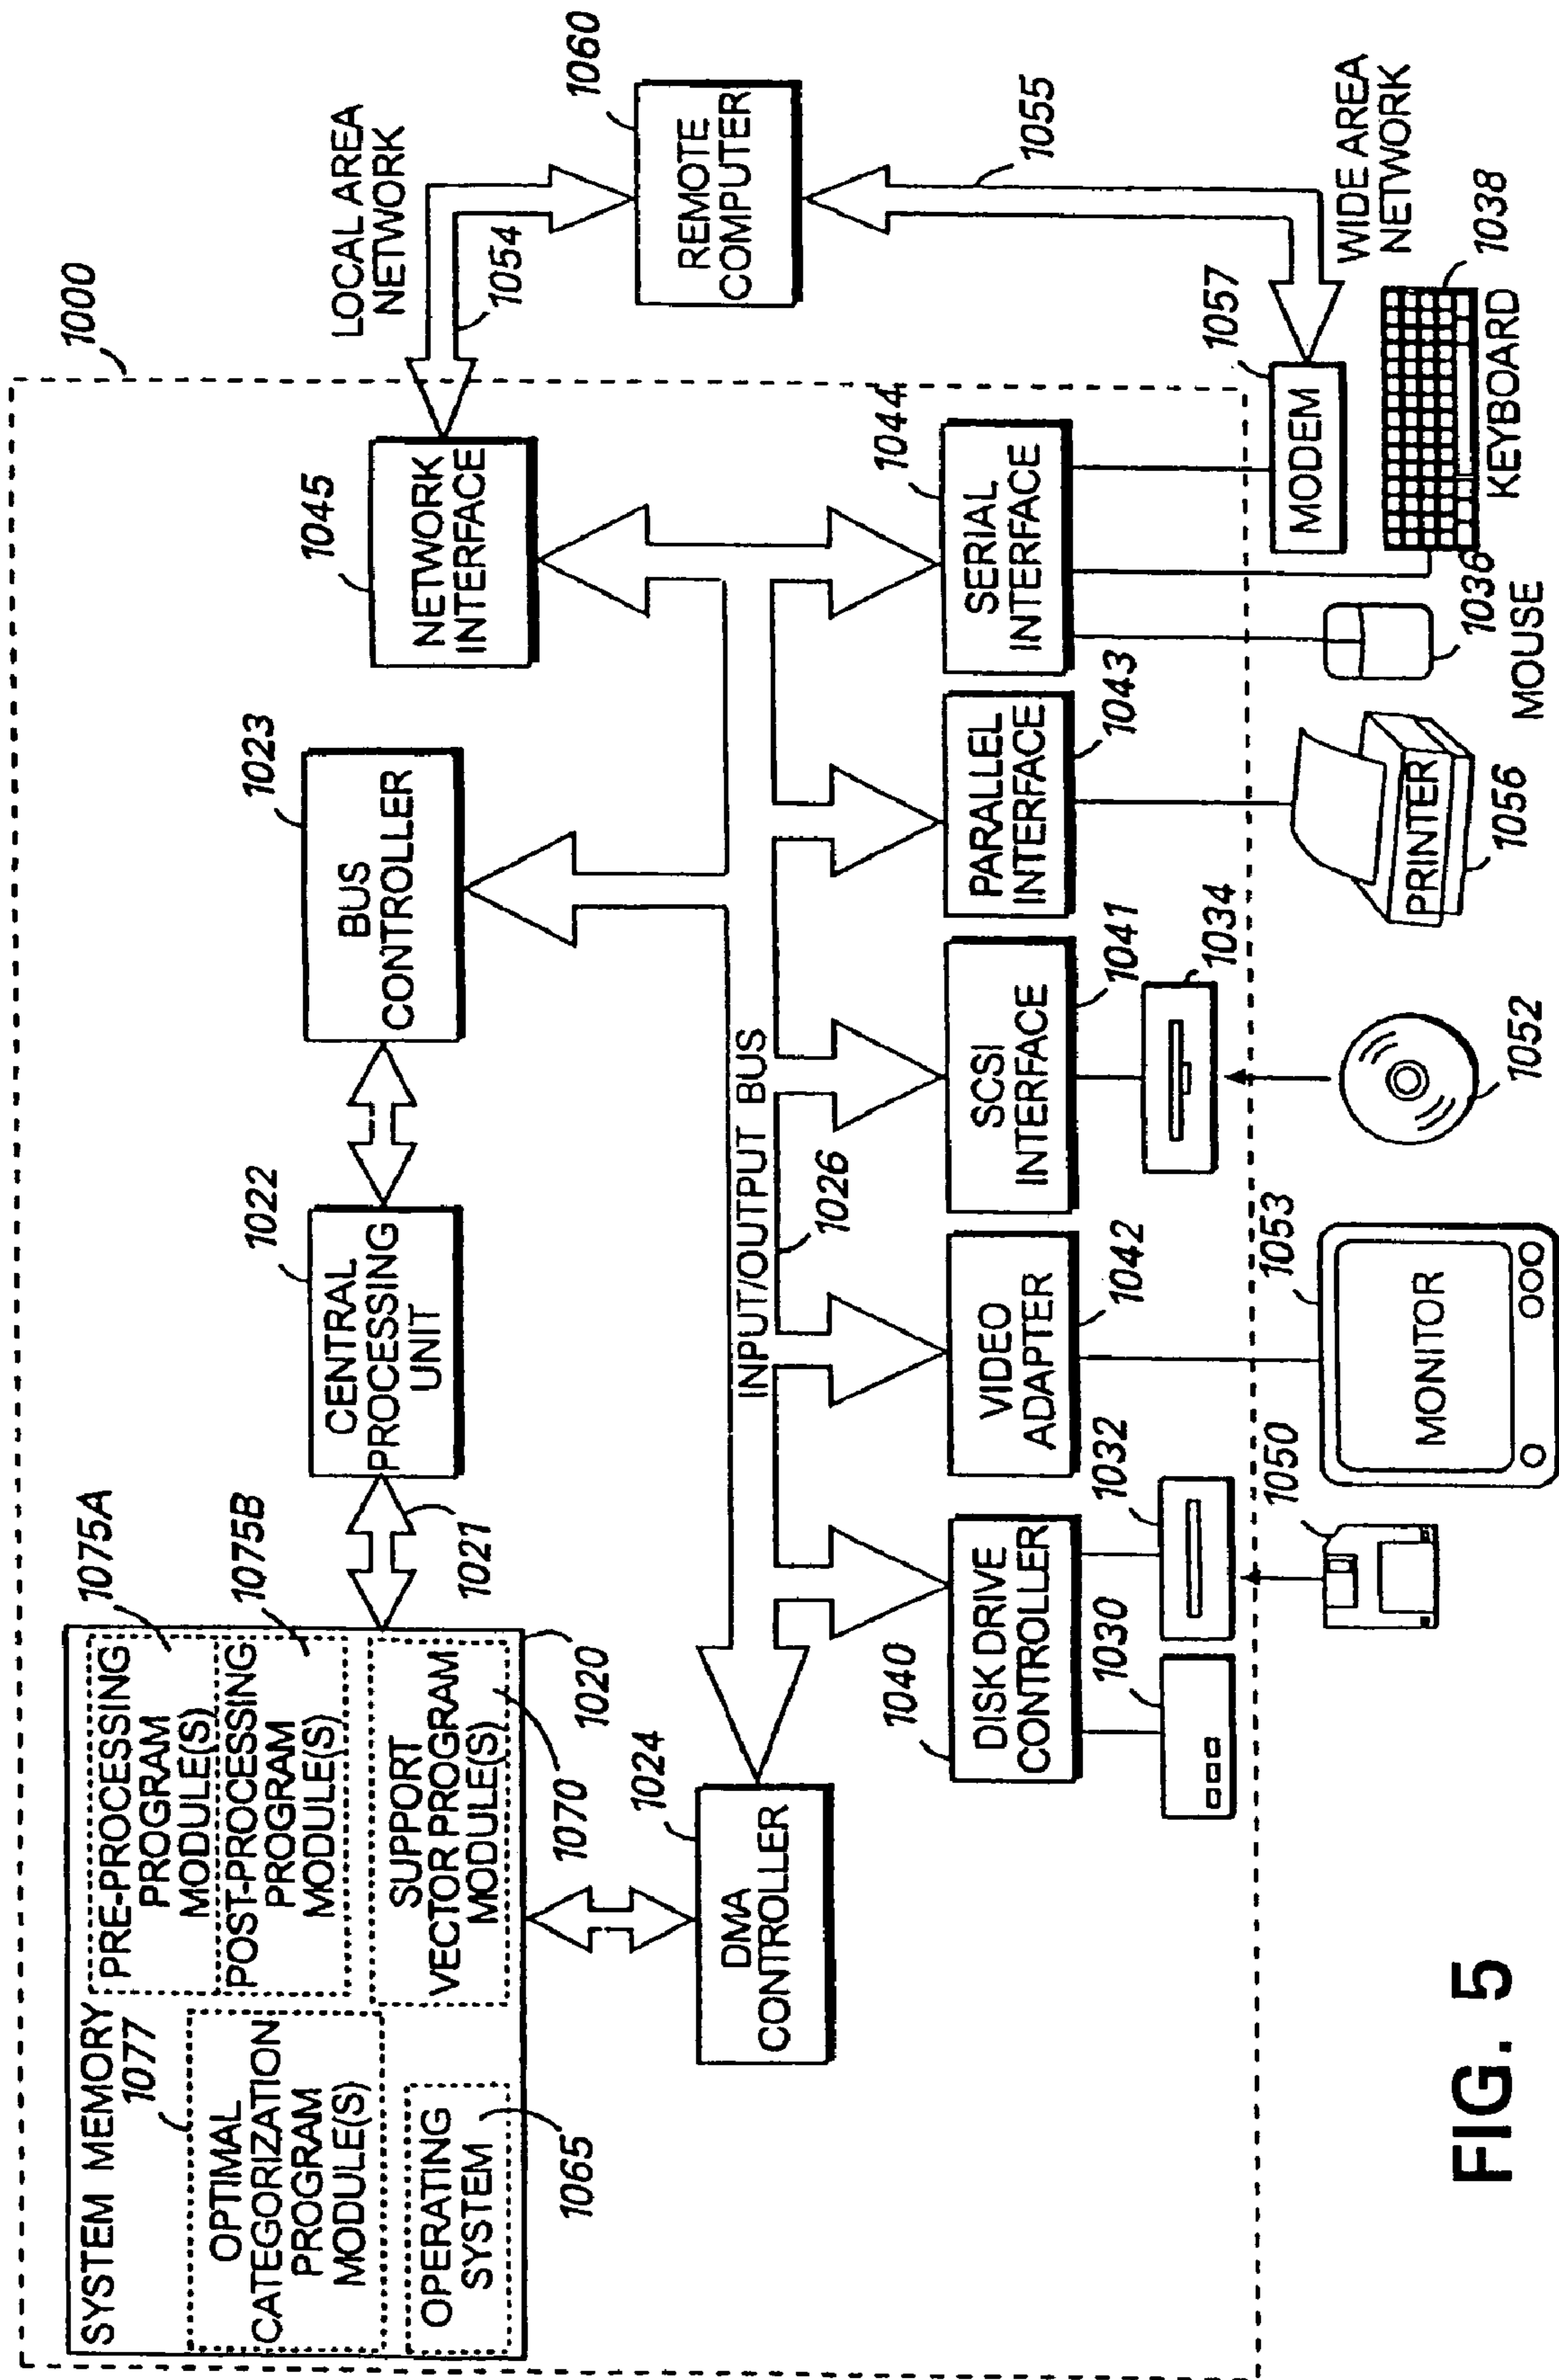 1000
SYSTEM MEMORY
1077
OPTIMAL
CATEGORIZATION
PROGRAM
MODULE(S)
OPERATING
SYSTEM
1065
PRE-PROCESSING
PROGRAM
MODULE(S)
1075A
POST-PROCESSING
PROGRAM
MODULE(S)
1075B
SUPPORT
VECTOR PROGRAM
MODULE(S)
1070
1020
1021
CENTRAL
PROCESSING
UNIT
1022
BUS
CONTROLLER
1023
NETWORK
INTERFACE
1045
LOCAL AREA
NETWORK
1054
REMOTE
COMPUTER
1060
1055
WIDE AREA
NETWORK
DMA
CONTROLLER
1024
INPUT/OUTPUT BUS
1026
1040
DISK DRIVE
CONTROLLER
1030
1032
VIDEO
ADAPTER
1042
SCSI
INTERFACE
1041
1034
PARALLEL
INTERFACE
1043
SERIAL
INTERFACE
1044
MODEM
1057
1050
MONITOR
1053
1052
PRINTER
1056
1036
MOUSE
1038
KEYBOARD
FIG. 5